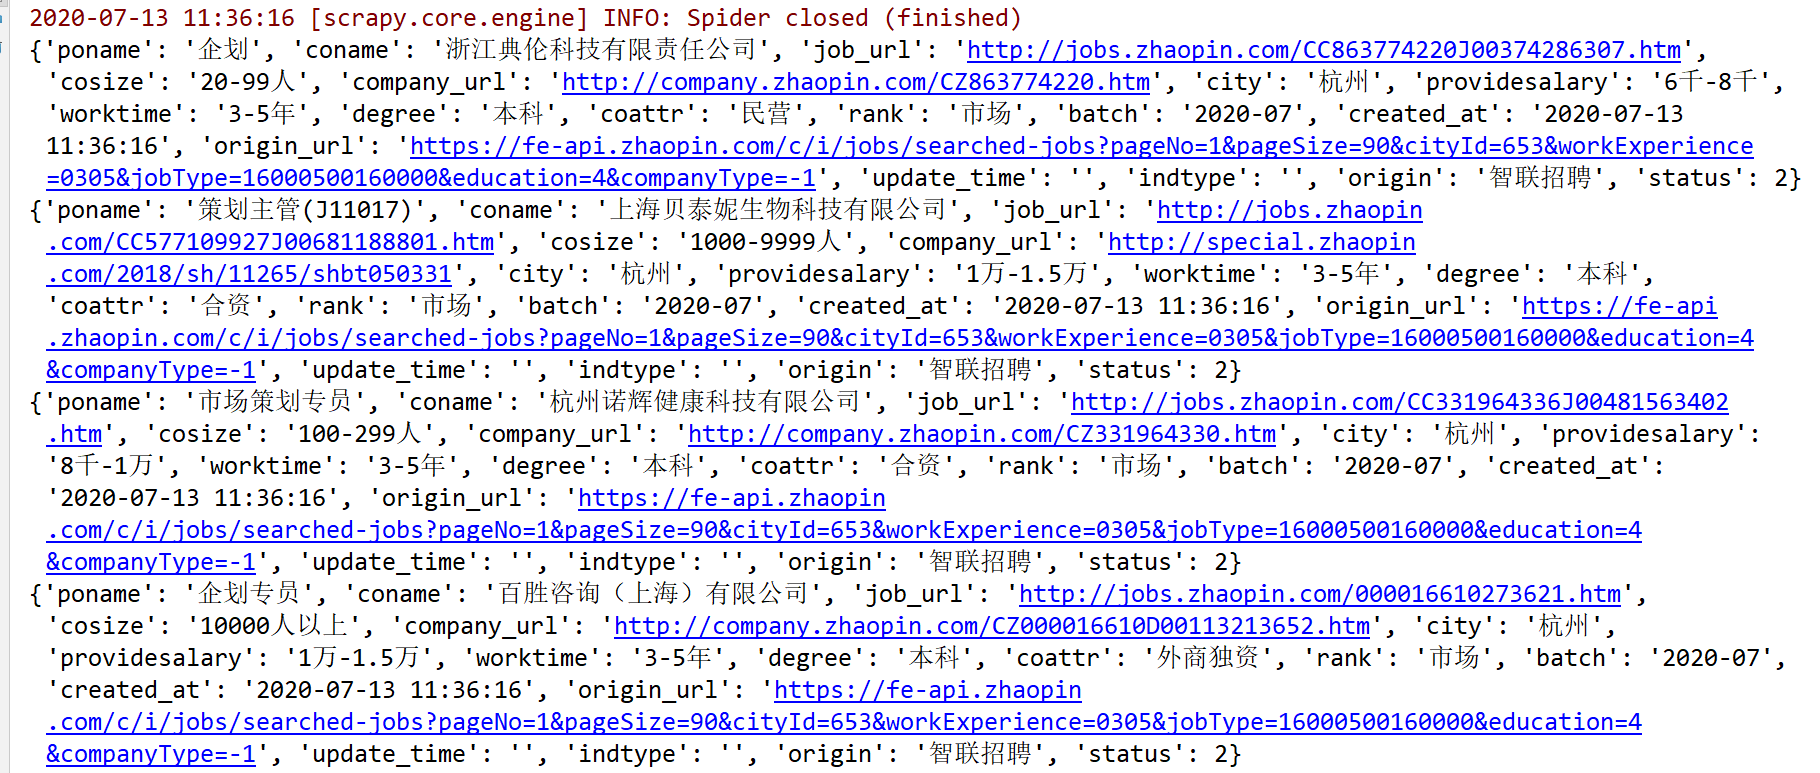 2020-07-13 11:36:16 [scrapy.core.engine] INFO: Spider closed (finished)
{'poname': '企划', 'coname': '浙江典伦科技有限责任公司', 'job_url': 'http://jobs.zhaopin.com/CC863774220J00374286307.htm',
'cosize': '20-99人', 'company_url': 'http://company.zhaopin.com/CZ863774220.htm', 'city': '杭州', 'providesalary': '6千-8千',
'worktime': '3-5年', 'degree': '本科', 'coattr': '民营', 'rank': '市场', 'batch': '2020-07', 'created_at': '2020-07-13
11:36:16', 'origin_url': 'https://fe-api.zhaopin.com/c/i/jobs/searched-jobs?pageNo=1&pageSize=90&cityId=653&workExperience
=0305&jobType=16000500160000&education=4&companyType=-1', 'update_time': '', 'indtype': '', 'origin': '智联招聘', 'status': 2}
{'poname': '策划主管(J11017)', 'coname': '上海贝泰妮生物科技有限公司', 'job_url': 'http://jobs.zhaopin
.com/CC577109927J00681188801.htm', 'cosize': '1000-9999人', 'company_url': 'http://special.zhaopin
.com/2018/sh/11265/shbt050331', 'city': '杭州', 'providesalary': '1万-1.5万', 'worktime': '3-5年', 'degree': '本科',
'coattr': '合资', 'rank': '市场', 'batch': '2020-07', 'created_at': '2020-07-13 11:36:16', 'origin_url': 'https://fe-api
.zhaopin.com/c/i/jobs/searched-jobs?pageNo=1&pageSize=90&cityId=653&workExperience=0305&jobType=16000500160000&education=4
&companyType=-1', 'update_time': '', 'indtype': '', 'origin': '智联招聘', 'status': 2}
{'poname': '市场策划专员', 'coname': '杭州诺辉健康科技有限公司', 'job_url': 'http://jobs.zhaopin.com/CC331964336J00481563402
.htm', 'cosize': '100-299人', 'company_url': 'http://company.zhaopin.com/CZ331964330.htm', 'city': '杭州', 'providesalary':
'8千-1万', 'worktime': '3-5年', 'degree': '本科', 'coattr': '合资', 'rank': '市场', 'batch': '2020-07', 'created_at':
'2020-07-13 11:36:16', 'origin_url': 'https://fe-api.zhaopin
.com/c/i/jobs/searched-jobs?pageNo=1&pageSize=90&cityId=653&workExperience=0305&jobType=16000500160000&education=4
&companyType=-1', 'update_time': '', 'indtype': '', 'origin': '智联招聘', 'status': 2}
{'poname': '企划专员', 'coname': '百胜咨询（上海）有限公司', 'job_url': 'http://jobs.zhaopin.com/000016610273621.htm',
'cosize': '10000人以上', 'company_url': 'http://company.zhaopin.com/CZ000016610D00113213652.htm', 'city': '杭州',
'providesalary': '1万-1.5万', 'worktime': '3-5年', 'degree': '本科', 'coattr': '外商独资', 'rank': '市场', 'batch': '2020-07',
'created_at': '2020-07-13 11:36:16', 'origin_url': 'https://fe-api.zhaopin
.com/c/i/jobs/searched-jobs?pageNo=1&pageSize=90&cityId=653&workExperience=0305&jobType=16000500160000&education=4
&companyType=-1', 'update_time': '', 'indtype': '', 'origin': '智联招聘', 'status': 2}